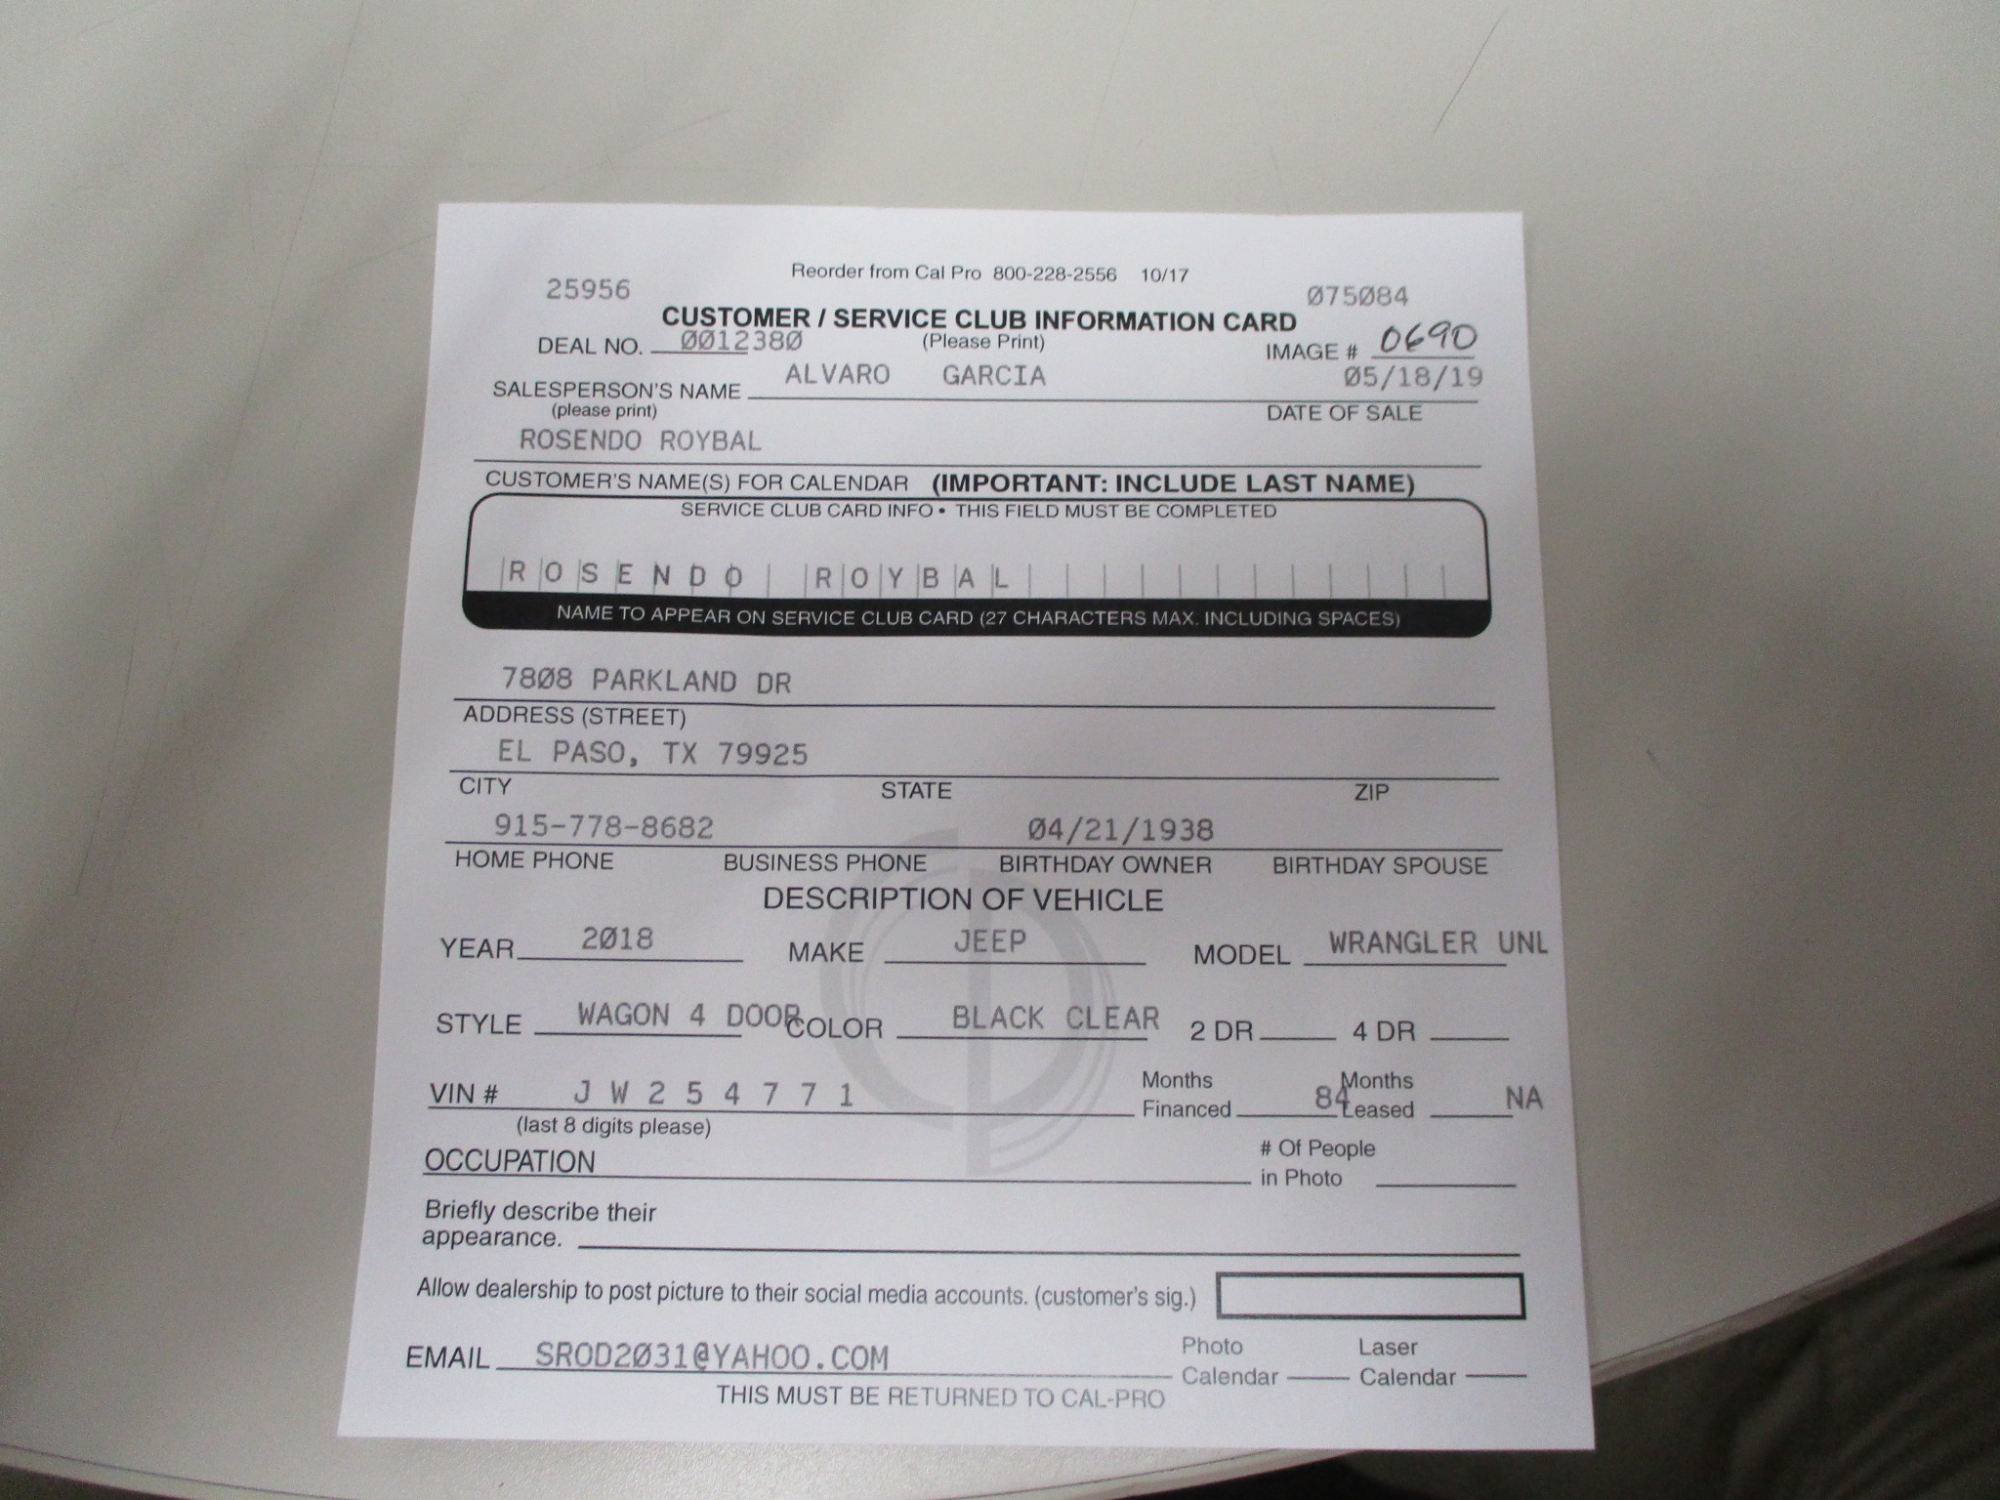 Reorder from Cal Pro 800-228-2556 10/17
25956 075084
CUSTOMER / SERVICE CLUB INFORMATION CARD
DEAL NO. 0012380 (Please Print) IMAGE # 0690
SALESPERSON'S NAME ALVARO GARCIA 05/18/19
(please print) DATE OF SALE
ROSENDO ROYBAL
CUSTOMER'S NAME(S) FOR CALENDAR (IMPORTANT: INCLUDE LAST NAME)
SERVICE CLUB CARD INFO • THIS FIELD MUST BE COMPLETED
ROSENDO ROYBAL
NAME TO APPEAR ON SERVICE CLUB CARD (27 CHARACTERS MAX. INCLUDING SPACES)
7808 PARKLAND DR
ADDRESS (STREET)
EL PASO, TX 79925
CITY STATE ZIP
915-778-8682 04/21/1938
HOME PHONE BUSINESS PHONE BIRTHDAY OWNER BIRTHDAY SPOUSE
DESCRIPTION OF VEHICLE
YEAR 2018 MAKE JEEP MODEL WRANGLER UNL
STYLE WAGON 4 DOOR COLOR BLACK CLEAR 2 DR 4 DR
VIN # J W 2 5 4 7 7 1 Months Financed 84 Months Leased NA
(last 8 digits please)
OCCUPATION # Of People in Photo
Briefly describe their
appearance.
Allow dealership to post picture to their social media accounts. (customer's sig.)
EMAIL SROD2031@YAHOO.COM Photo Calendar Laser Calendar
THIS MUST BE RETURNED TO CAL-PRO